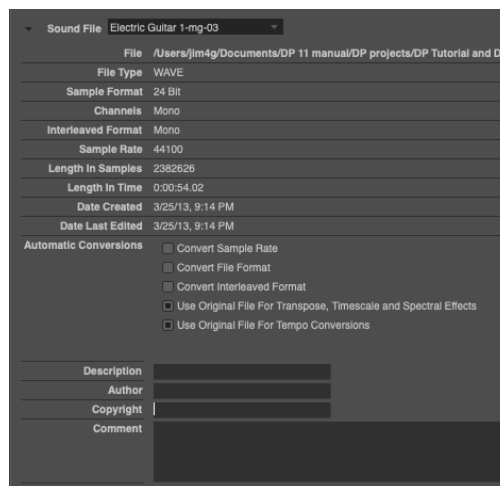 Sound File Electric Guitar 1-mg-03
File /Users/jim4g/Documents/DP 11 manual/DP projects/DP Tutorial and D
File Type WAVE
Sample Format 24 Bit
Channels Mono
Interleaved Format Mono
Sample Rate 44100
Length In Samples 2382626
Length In Time 0:00:54.02
Date Created 3/25/13, 9:14 PM
Date Last Edited 3/25/13, 9:14 PM
Automatic Conversions Convert Sample Rate
Convert File Format
Convert Interleaved Format
Use Original File For Transpose, Timescale and Spectral Effects
Use Original File For Tempo Conversions
Description
Author
Copyright
Comment